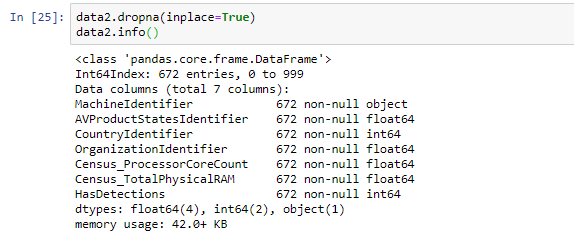 In [25]: data2.dropna(inplace=True)
data2.info()
<class 'pandas.core.frame.DataFrame'>
Int64Index: 672 entries, 0 to 999
Data columns (total 7 columns):
MachineIdentifier             672 non-null object
AVProductStatesIdentifier     672 non-null float64
CountryIdentifier             672 non-null int64
OrganizationIdentifier        672 non-null float64
Census_ProcessorCoreCount     672 non-null float64
Census_TotalPhysicalRAM       672 non-null float64
HasDetections                 672 non-null int64
dtypes: float64(4), int64(2), object(1)
memory usage: 42.0+ KB